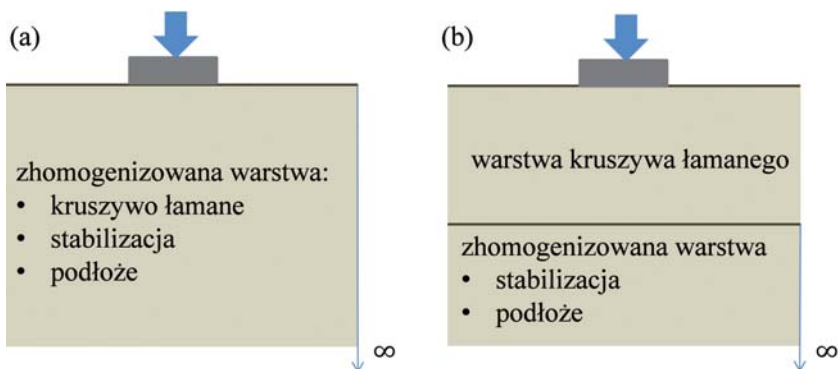 (a)
zhomogenizowana warstwa:
• kruszywo łamane
• stabilizacja
• podłoże
∞
(b)
warstwa kruszywa łamanego
zhomogenizowana warstwa
• stabilizacja
• podłoże
∞